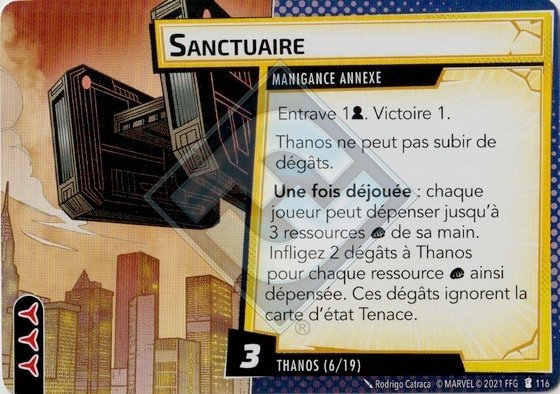 SANCTUAIRE
MANIGANCE ANNEXE
Entrave 1. Victoire 1.
Thanos ne peut pas subir de
dégâts.
Une fois déjouée : chaque
joueur peut dépenser jusqu'à
3 ressources de sa main.
Infligez 2 dégâts à Thanos
pour chaque ressource ainsi
dépensée. Ces dégâts ignorent la
carte d'état Tenace.
3
THANOS (6/19)
Rodrigo Catraca © MARVEL © 2021 FFG 116
®